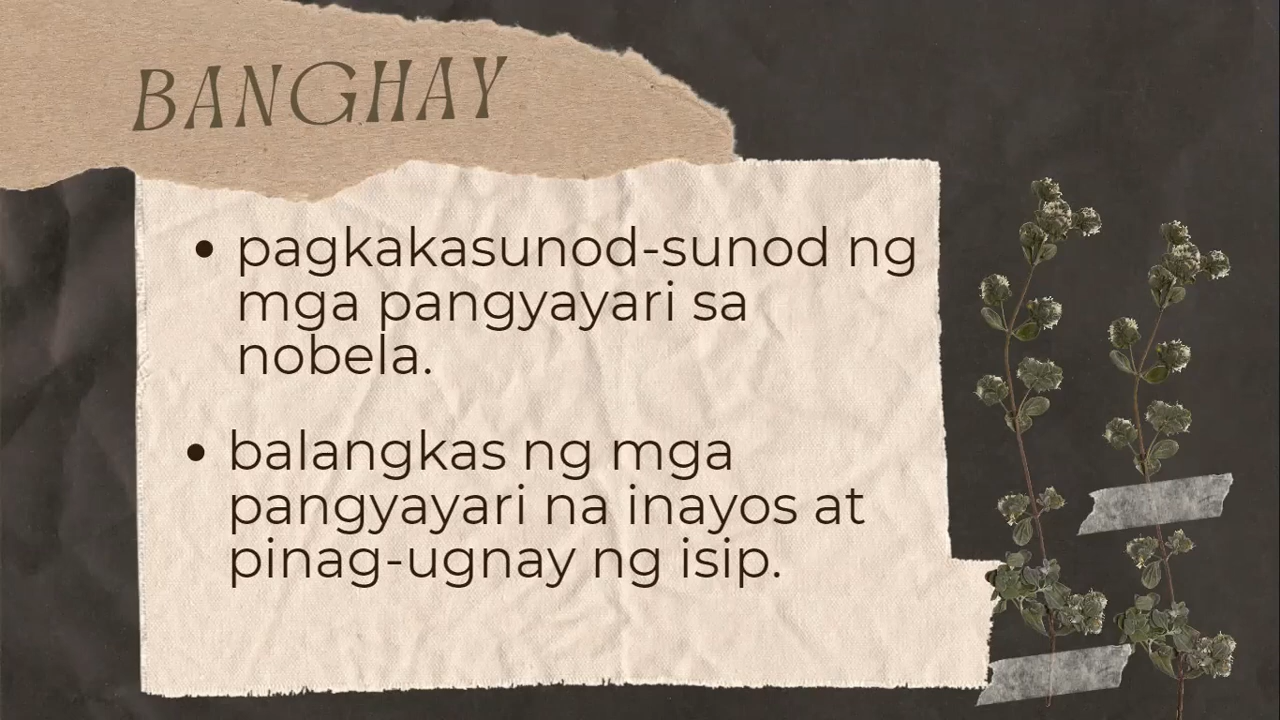 BANGHAY
• pagkakasunod-sunod ng
mga pangyayari sa
nobela.
• balangkas ng mga
pangyayari na inayos at
pinag-ugnay ng isip.